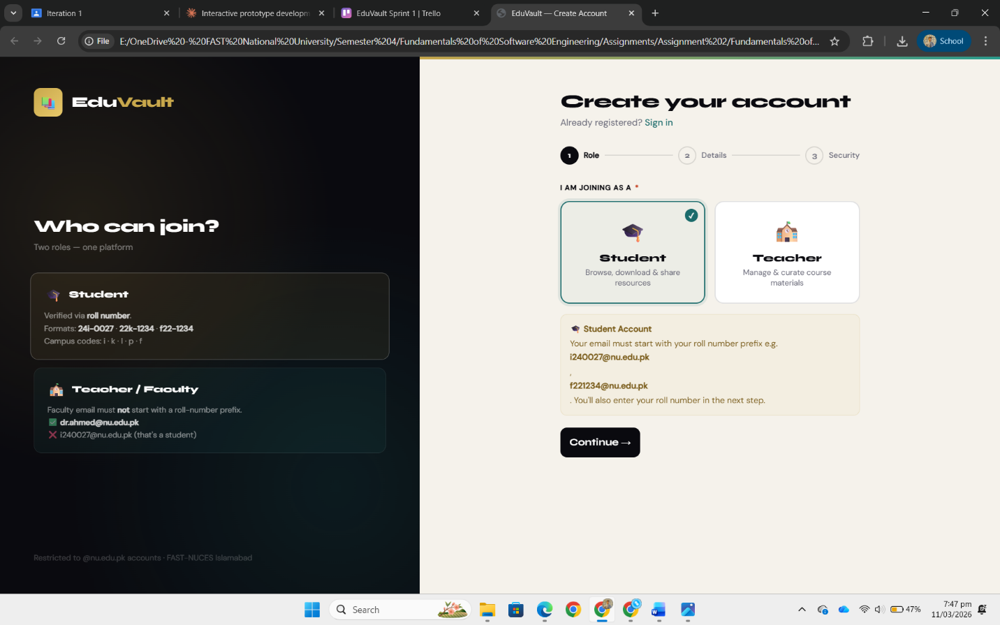 Iteration 1
Interactive prototype developm
EduVault Sprint 1 | Trello
EduVault — Create Account
File
E:/OneDrive%20-%20FAST%20National%20University/Semester%204/Fundamentals%20of%20Software%20Engineering/Assignments/Assignment%202/Fundamentals%20of...
School
EduVault
Who can join?
Two roles — one platform
Student
Verified via roll number.
Formats: 24i-0027 · 22k-1234 · f22-1234
Campus codes: i · k · l · p · f
Teacher / Faculty
Faculty email must not start with a roll-number prefix.
✅ dr.ahmed@nu.edu.pk
❌ i240027@nu.edu.pk (that's a student)
Restricted to @nu.edu.pk accounts · FAST-NUCES Islamabad
Create your account
Already registered? Sign in
1 Role 2 Details 3 Security
I AM JOINING AS A *
Student
Browse, download & share
resources
Teacher
Manage & curate course
materials
Student Account
Your email must start with your roll number prefix e.g.
i240027@nu.edu.pk
,
f221234@nu.edu.pk
. You'll also enter your roll number in the next step.
Continue →
Search
47%
7:47 pm
11/03/2026